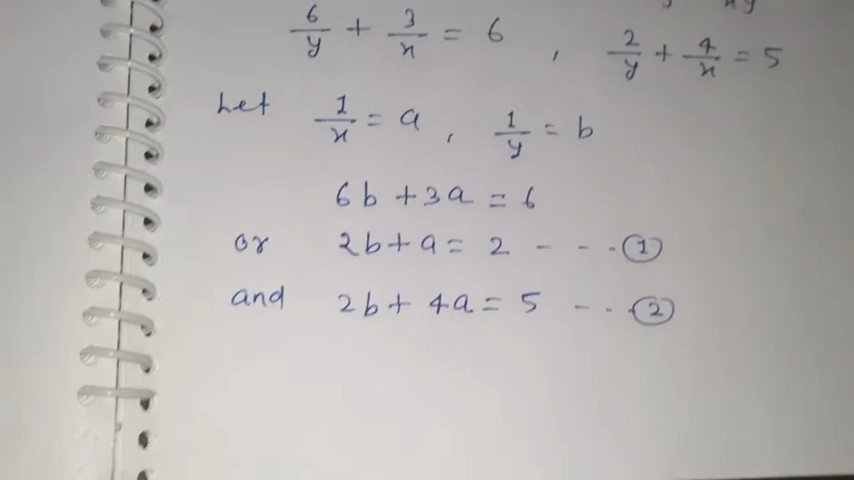 6/y + 3/x = 6 , 2/y + 4/x = 5
Let 1/x = a , 1/y = b
6b + 3a = 6
or 2b + a = 2 - - - ①
and 2b + 4a = 5 - - - ②